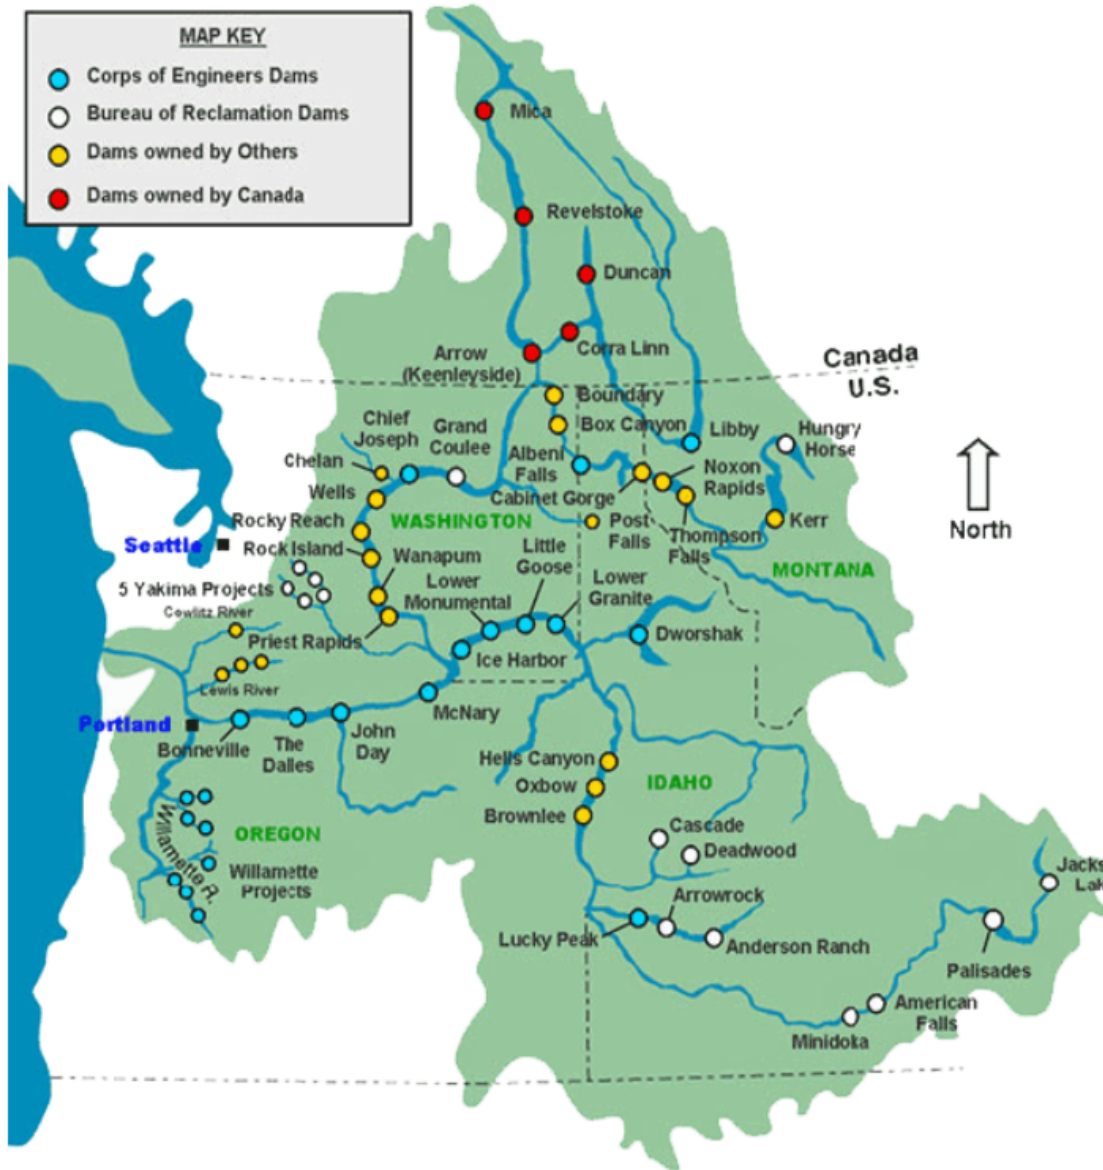 MAP KEY
Corps of Engineers Dams
Bureau of Reclamation Dams
Dams owned by Others
Dams owned by Canada
Mica
Revelstoke
Duncan
Corra Linn
Arrow
(Keenleyside)
Canada
U.S.
Boundary
Box Canyon
Libby
Hungry
Horse
Chief
Joseph
Grand
Coulee
Albeni
Falls
Chelan
Noxon
Rapids
Cabinet Gorge
Wells
Kerr
Rocky Reach
WASHINGTON
Post
Falls
Thompson
Falls
North
Seattle
Rock Island
Wanapum
Little
Goose
MONTANA
5 Yakima Projects
Lower
Monumental
Lower
Granite
Cowlitz River
Priest Rapids
Dworshak
Ice Harbor
Lewis River
McNary
Portland
Bonneville
The
Dalles
John
Day
Hells Canyon
Oxbow
IDAHO
Brownlee
Cascade
Deadwood
OREGON
Willamette R.
Willamette
Projects
Jacks
Lak
Arrowrock
Lucky Peak
Anderson Ranch
Palisades
American
Falls
Minidoka